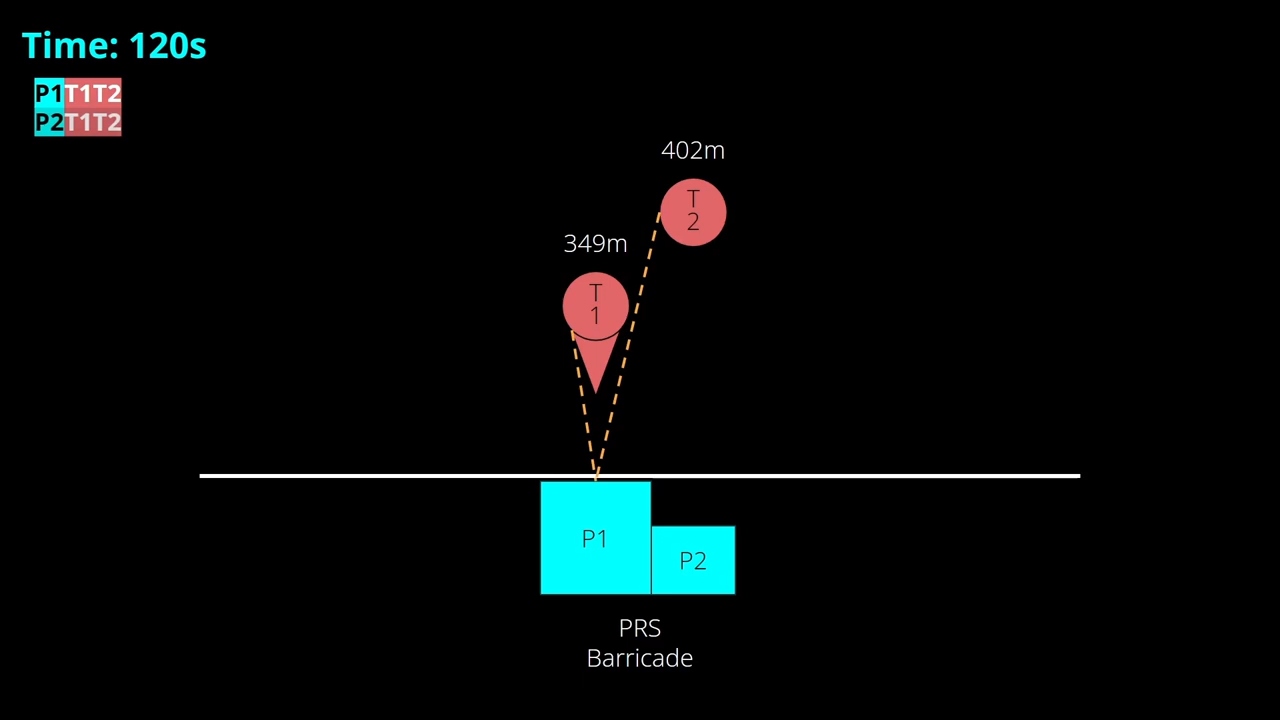 Time: 120s
P1T1T2
P2T1T2
402m
T
2
349m
T
1
P1
P2
PRS
Barricade